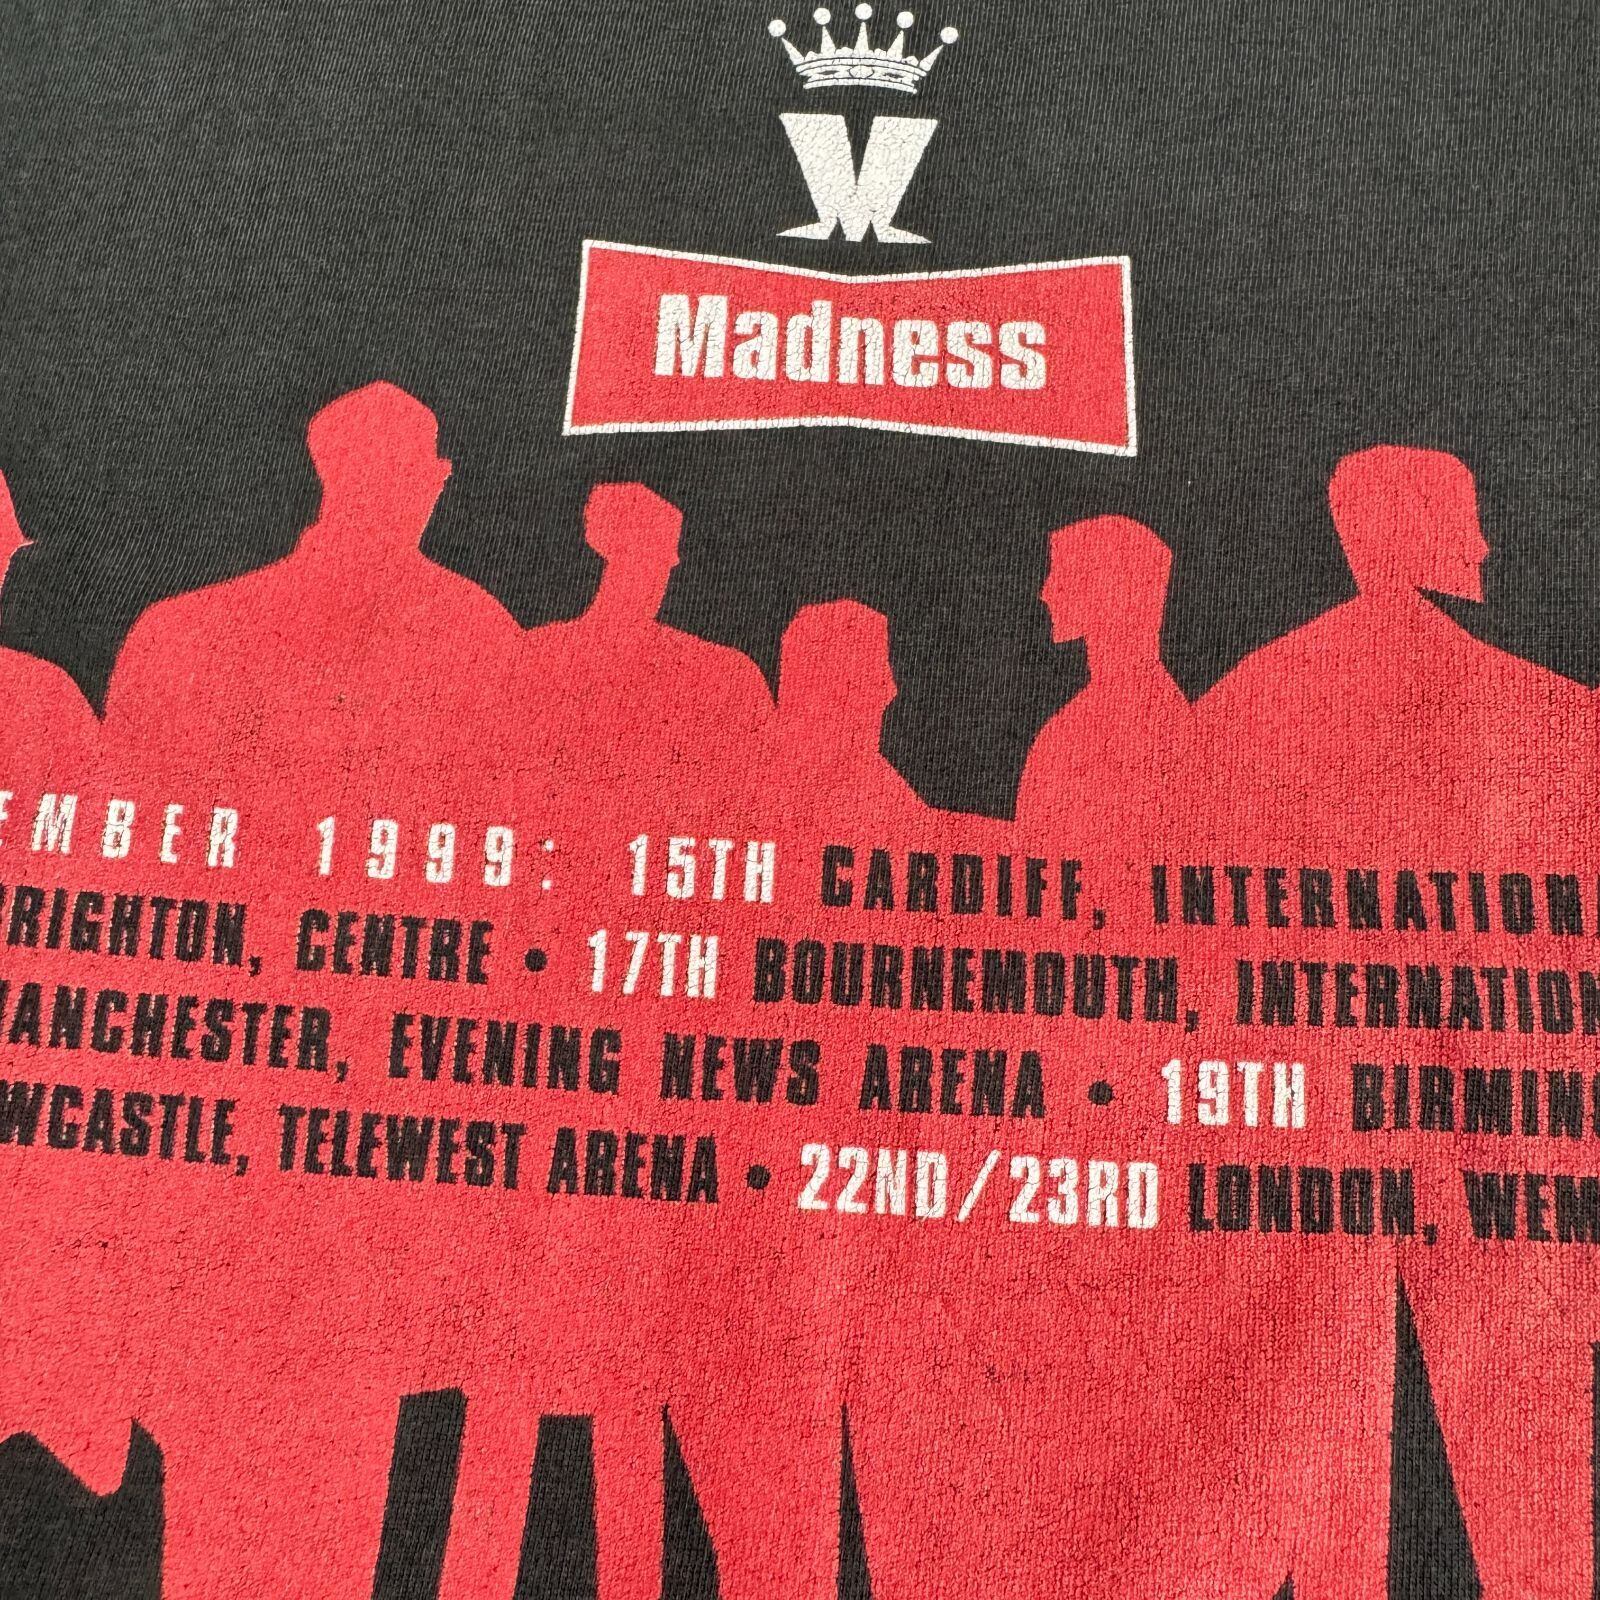 M
Madness
EMBER 1999: 15TH CARDIFF, INTERNATION
BRIGHTON, CENTRE • 17TH BOURNEMOUTH, INTERNATION
MANCHESTER, EVENING NEWS ARENA • 19TH BIRMING
WCASTLE, TELEWEST ARENA • 22ND/23RD LONDON, WEM